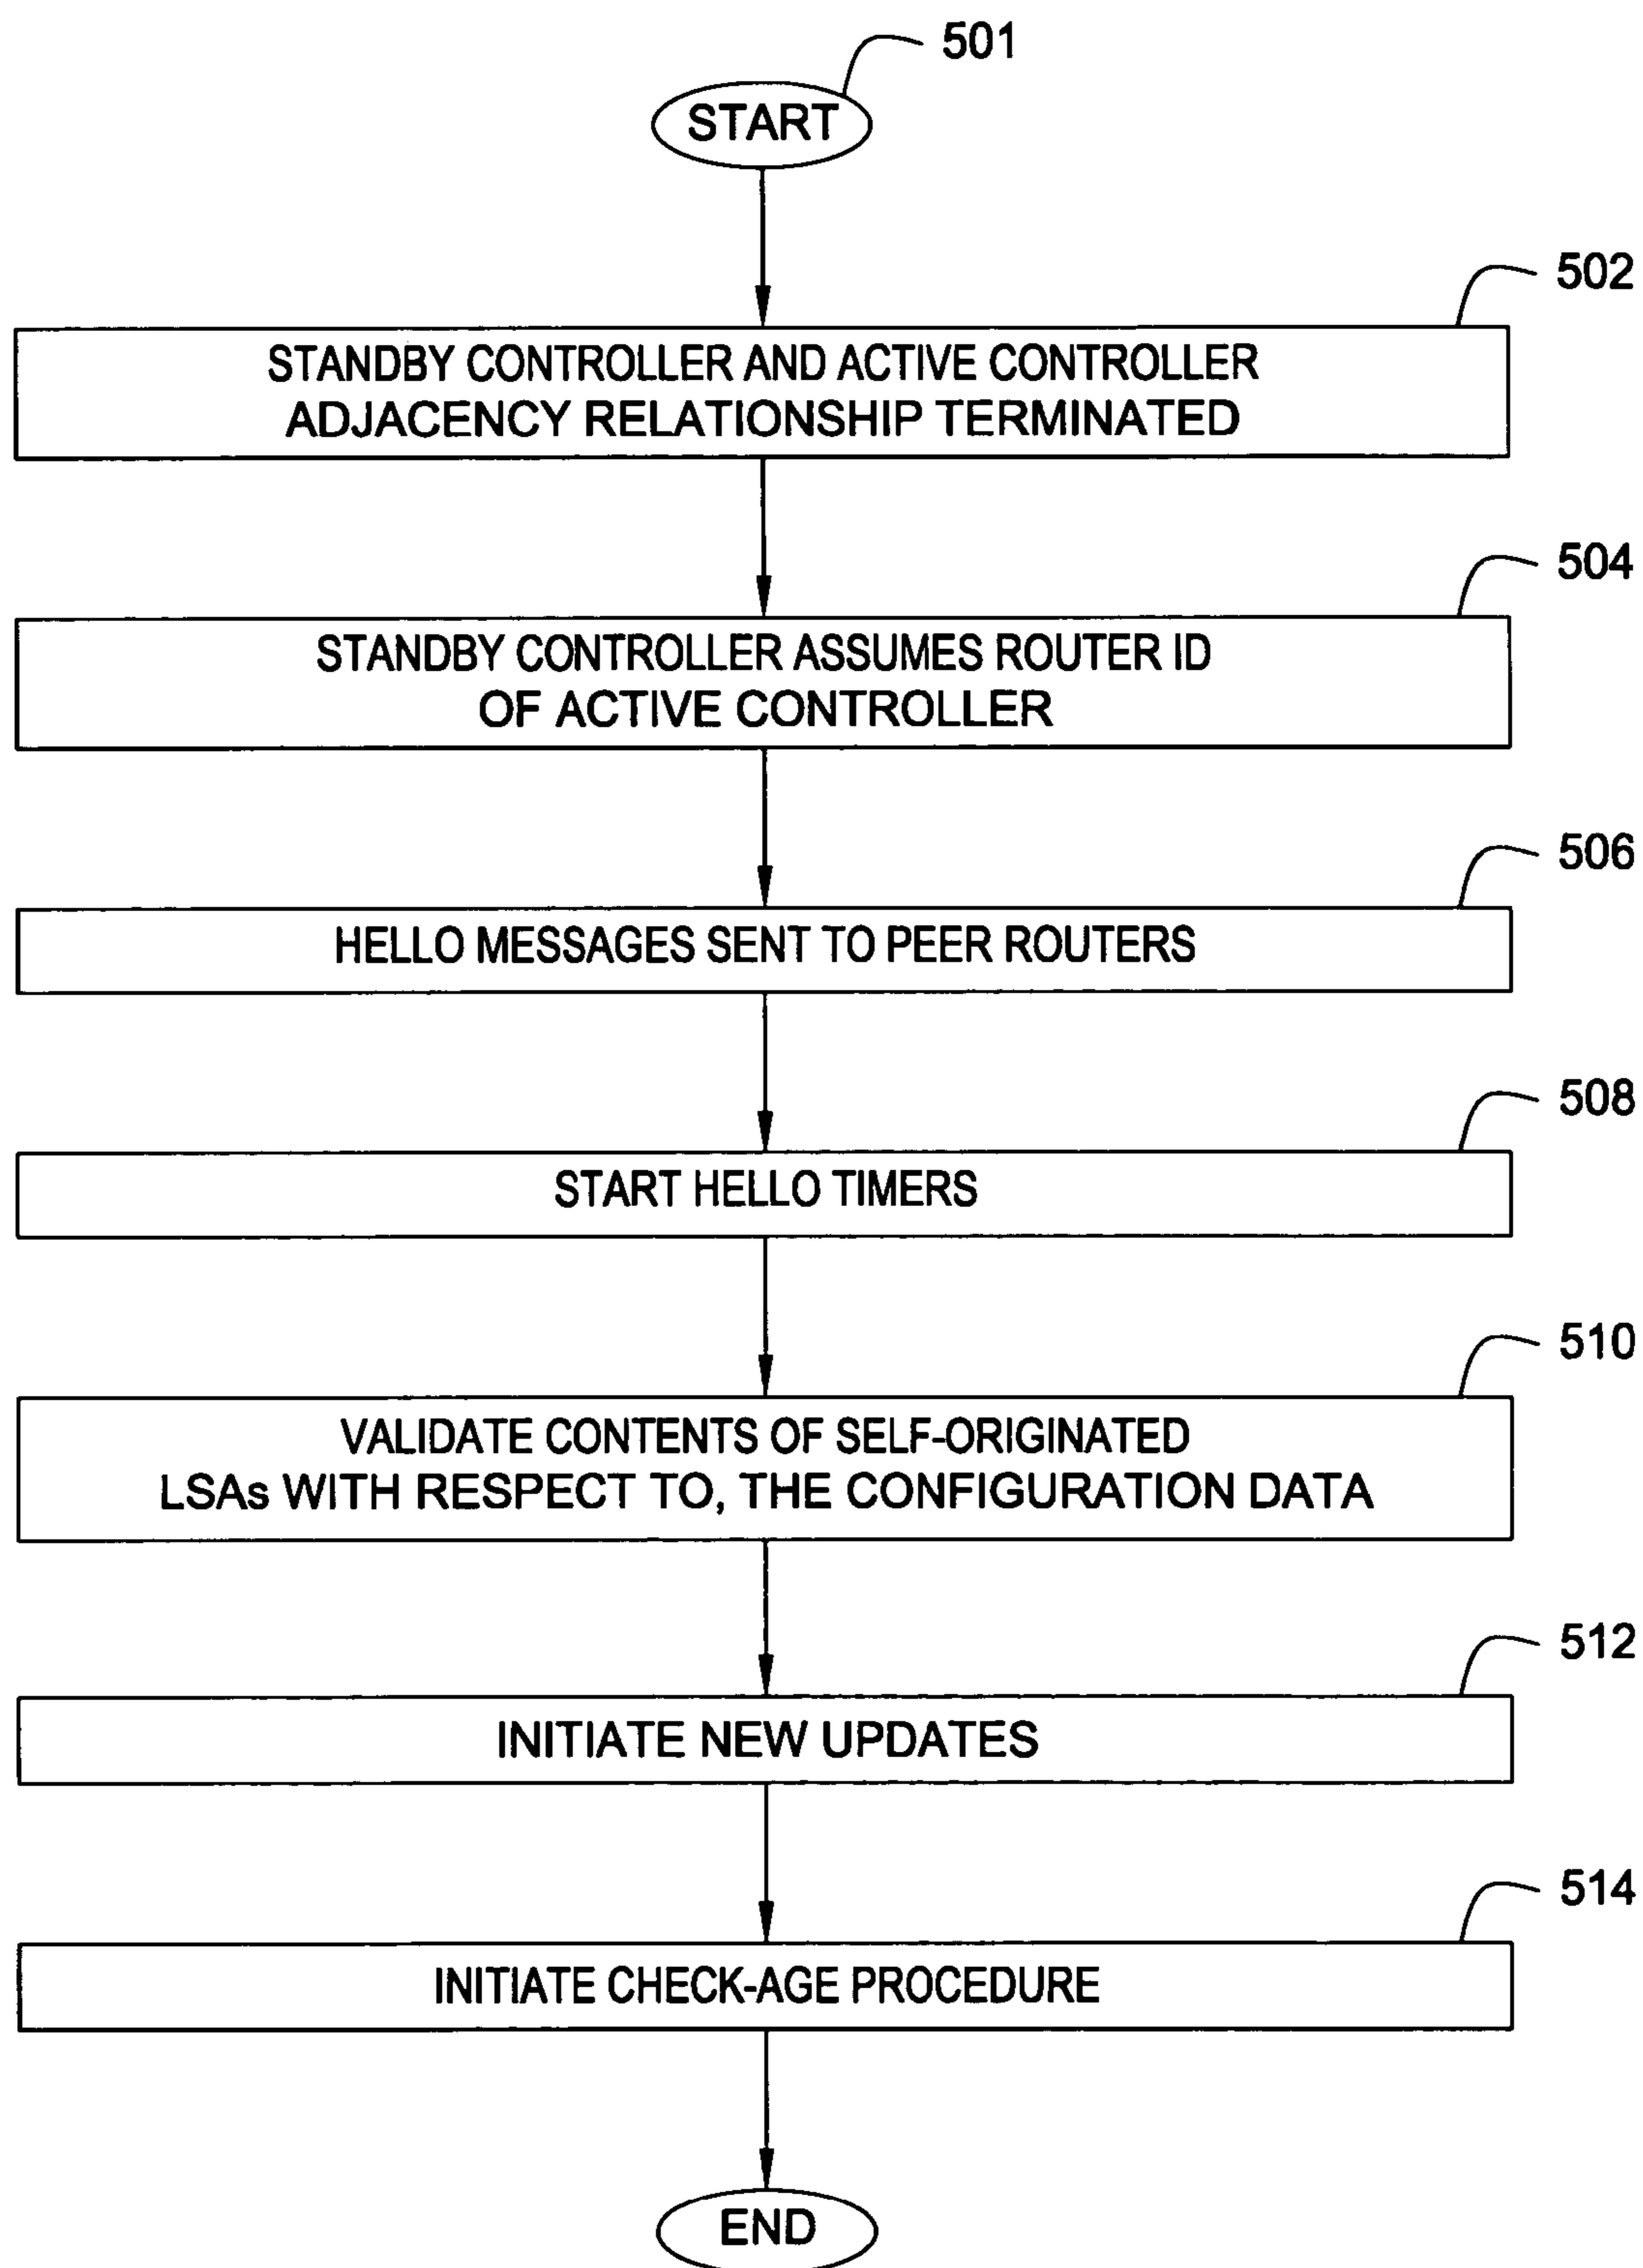 501
START
502
STANDBY CONTROLLER AND ACTIVE CONTROLLER
ADJACENCY RELATIONSHIP TERMINATED
504
STANDBY CONTROLLER ASSUMES ROUTER ID
OF ACTIVE CONTROLLER
506
HELLO MESSAGES SENT TO PEER ROUTERS
508
START HELLO TIMERS
510
VALIDATE CONTENTS OF SELF-ORIGINATED
LSAs WITH RESPECT TO, THE CONFIGURATION DATA
512
INITIATE NEW UPDATES
514
INITIATE CHECK-AGE PROCEDURE
END